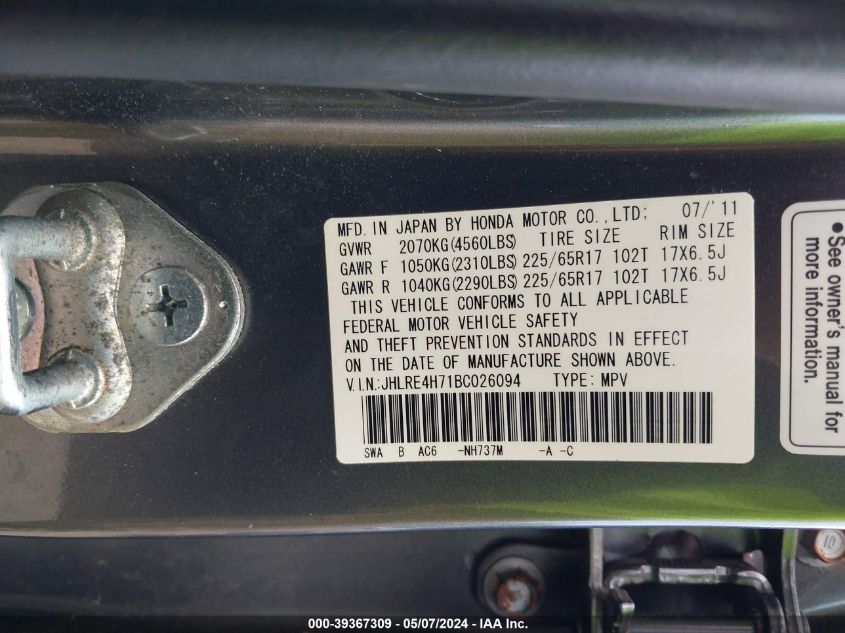 MFD. IN JAPAN BY HONDA MOTOR CO.,LTD: 07/'11
GVWR 2070KG(4560LBS) TIRE SIZE RIM SIZE
GAWR F 1050KG(2310LBS) 225/65R17 102T 17X6.5J
GAWR R 1040KG(2290LBS) 225/65R17 102T 17X6.5J
THIS VEHICLE CONFORMS TO ALL APPLICABLE
FEDERAL MOTOR VEHICLE SAFETY
AND THEFT PREVENTION STANDARDS IN EFFECT
ON THE DATE OF MANUFACTURE SHOWN ABOVE.
V.I.N.:JHLRE4H71BC026094 TYPE: MPV
SWA B AC6 -NH737M -A -C
•See owner's manual for
more information.
10
000-39367309 – 05/07/2024 – IAA Inc.